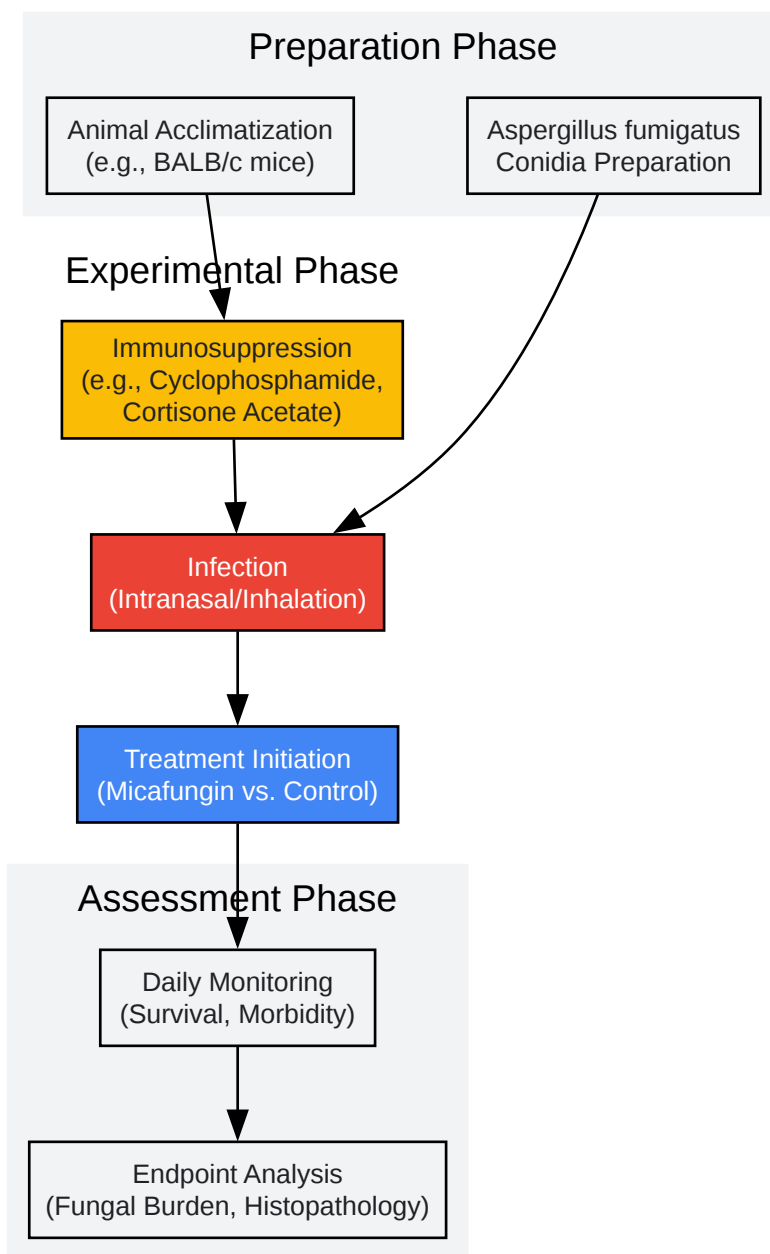 Preparation Phase
Animal Acclimatization
(e.g., BALB/c mice)
Aspergillus fumigatus
Conidia Preparation
Experimental Phase
Immunosuppression
(e.g., Cyclophosphamide,
Cortisone Acetate)
Infection
(Intranasal/Inhalation)
Treatment Initiation
(Micafungin vs. Control)
Assessment Phase
Daily Monitoring
(Survival, Morbidity)
Endpoint Analysis
(Fungal Burden, Histopathology)